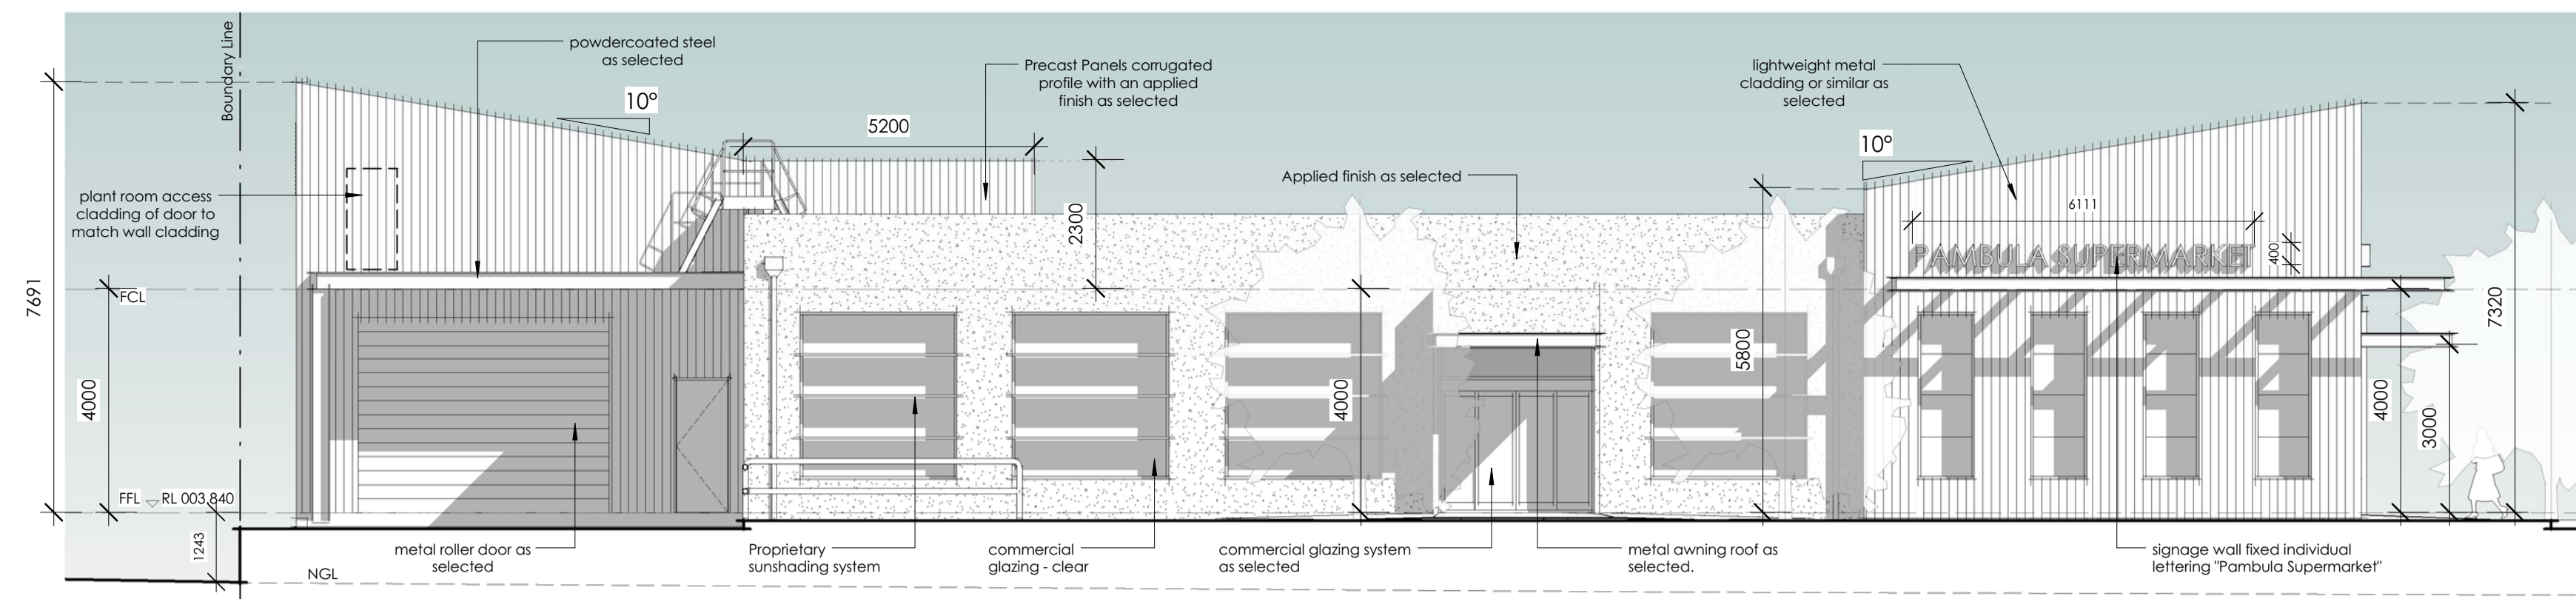 Boundary Line
powdercoated steel
as selected
10°
5200
Precast Panels corrugated
profile with an applied
finish as selected
2300
Applied finish as selected
lightweight metal
cladding or similar as
selected
10°
6111
400
PAMBULA SUPERMARKET
plant room access
cladding of door to
match wall cladding
7691
FCL
4000
FFL
RL 003.840
1243
NGL
4000
5800
7320
4000
3000
metal roller door as
selected
Proprietary
sunshading system
commercial
glazing - clear
commercial glazing system
as selected
metal awning roof as
selected.
signage wall fixed individual
lettering "Pambula Supermarket"